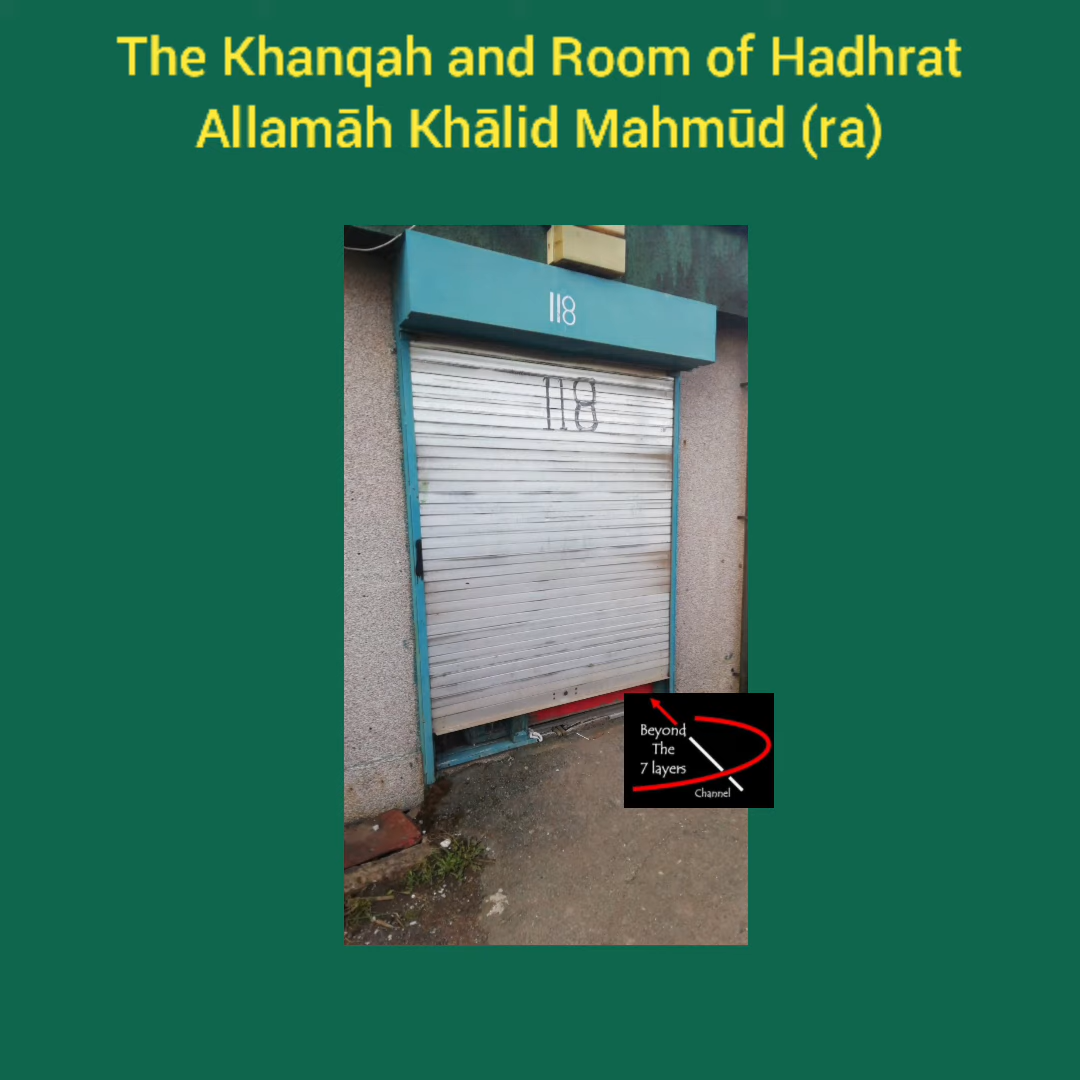 The Khanqah and Room of Hadhrat
Allamāh Khālid Mahmūd (ra)
118
118
Beyond
The
7 layers
Channel